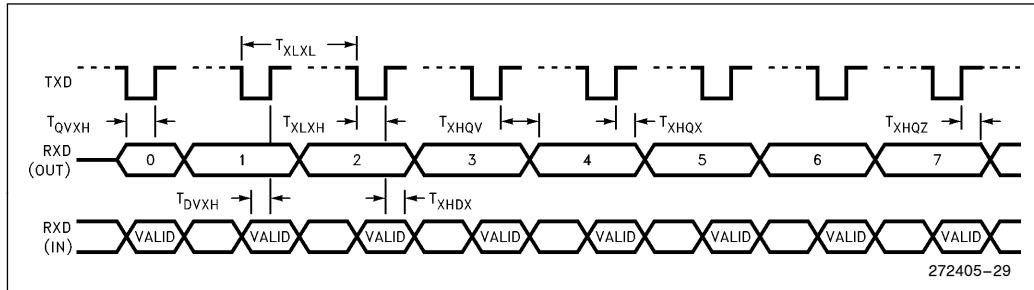 T_XLXL
TXD
T_QVXH T_XLXH T_XHQV T_XHQX T_XHQZ
RXD
(OUT)
0 1 2 3 4 5 6 7
T_DVXH T_XHDX
RXD
(IN)
VALID VALID VALID VALID VALID VALID VALID VALID
272405-29